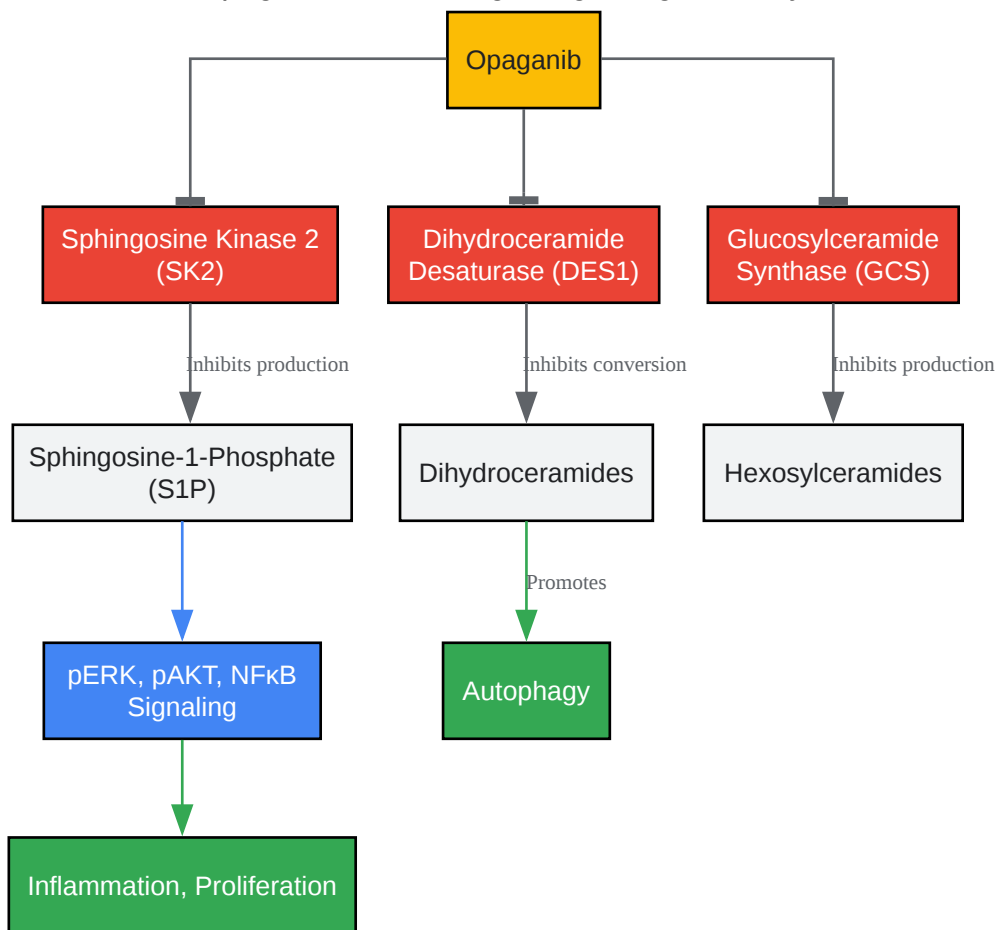 Opaganib
Sphingosine Kinase 2
(SK2)
Dihydroceramide
Desaturase (DES1)
Glucosylceramide
Synthase (GCS)
Inhibits production
Inhibits conversion
Inhibits production
Sphingosine-1-Phosphate
(S1P)
Dihydroceramides
Hexosylceramides
Promotes
pERK, pAKT, NFκB
Signaling
Autophagy
Inflammation, Proliferation